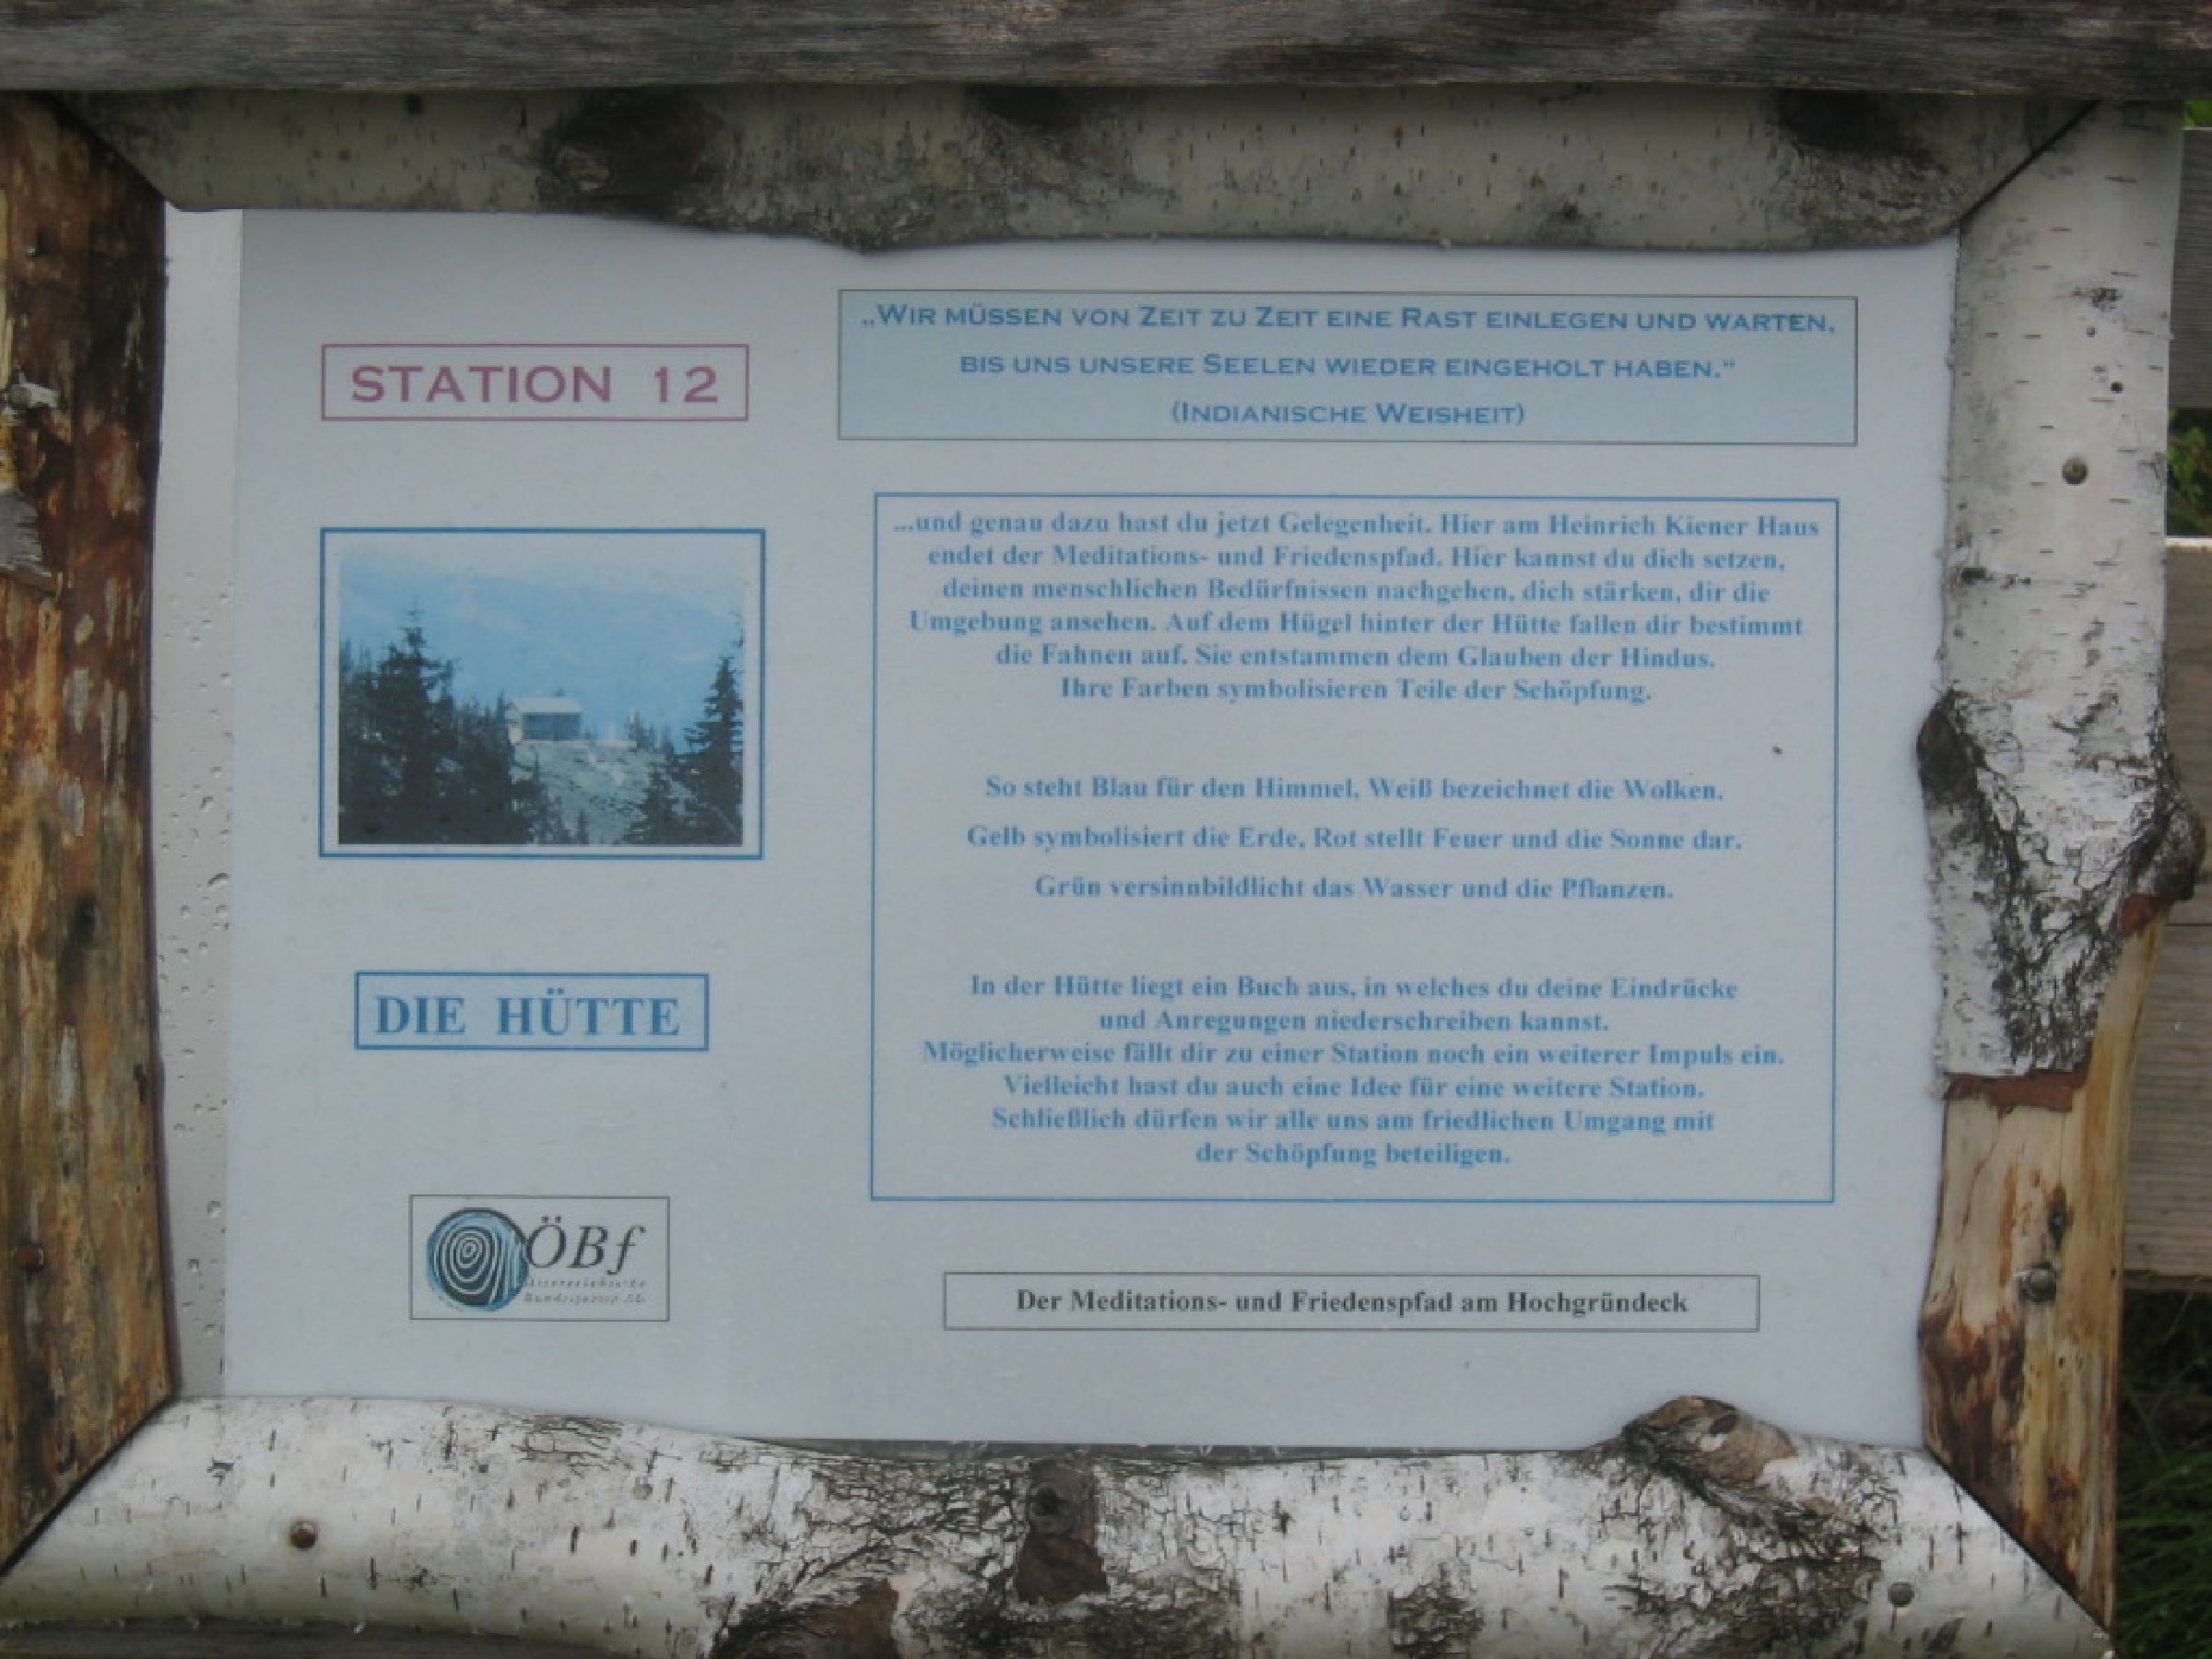 STATION 12
„WIR MÜSSEN VON ZEIT ZU ZEIT EINE RAST EINLEGEN UND WARTEN,
BIS UNS UNSERE SEELEN WIEDER EINGEHOLT HABEN.“
(INDIANISCHE WEISHEIT)
...und genau dazu hast du jetzt Gelegenheit. Hier am Heinrich Kiener Haus
endet der Meditations- und Friedenspfad. Hier kannst du dich setzen,
deinen menschlichen Bedürfnissen nachgehen, dich stärken, dir die
Umgebung ansehen. Auf dem Hügel hinter der Hütte fallen dir bestimmt
die Fahnen auf. Sie entstammen dem Glauben der Hindus.
Ihre Farben symbolisieren Teile der Schöpfung.
So steht Blau für den Himmel, Weiß bezeichnet die Wolken.
Gelb symbolisiert die Erde, Rot stellt Feuer und die Sonne dar.
Grün versinnbildlicht das Wasser und die Pflanzen.
In der Hütte liegt ein Buch aus, in welches du deine Eindrücke
und Anregungen niederschreiben kannst.
Möglicherweise fällt dir zu einer Station noch ein weiterer Impuls ein.
Vielleicht hast du auch eine Idee für eine weitere Station.
Schließlich dürfen wir alle uns am friedlichen Umgang mit
der Schöpfung beteiligen.
DIE HÜTTE
ÖBf
Österreichische
Bundesforste AG
Der Meditations- und Friedenspfad am Hochgründeck